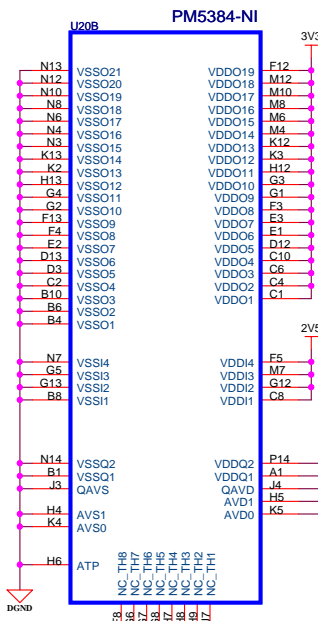 PM5384-NI
U20B
3V3
N13 VSSO21 VDDO19 F12
N12 VSSO20 VDDO18 M12
N10 VSSO19 VDDO17 M10
N8 VSSO18 VDDO16 M8
N6 VSSO17 VDDO15 M6
N4 VSSO16 VDDO14 M4
N3 VSSO15 VDDO13 K12
K13 VSSO14 VDDO12 K3
K2 VSSO13 VDDO11 H12
H13 VSSO12 VDDO10 G3
G4 VSSO11 VDDO9 G1
G2 VSSO10 VDDO8 F3
F13 VSSO9 VDDO7 E3
F4 VSSO8 VDDO6 E1
E2 VSSO7 VDDO5 D12
D13 VSSO6 VDDO4 C10
D3 VSSO5 VDDO3 C6
C2 VSSO4 VDDO2 C4
B10 VSSO3 VDDO1 C1
B6 VSSO2
B4 VSSO1
2V5
N7 VSSI4 VDDI4 F5
G5 VSSI3 VDDI3 M7
G13 VSSI2 VDDI2 G12
B8 VSSI1 VDDI1 C8
N14 VSSQ2 VDDQ2 P14
B1 VSSQ1 VDDQ1 A1
J3 QAVS QAVD J4
AVD1 H5
H4 AVS1 AVD0 K5
K4 AVS0
H6 ATP
NC_TH8
NC_TH7
NC_TH6
NC_TH5
NC_TH4
NC_TH3
NC_TH2
NC_TH1
DGND